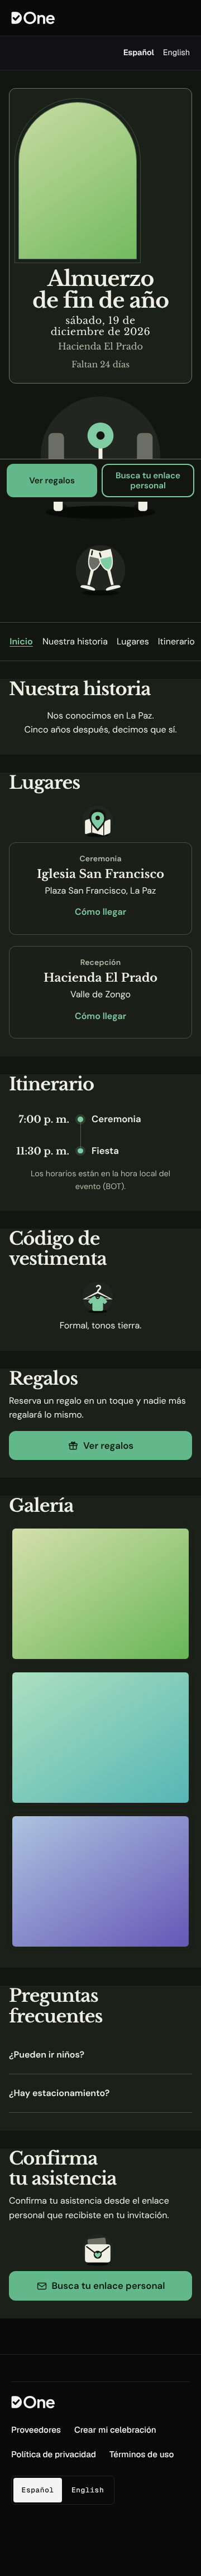 One
Español English
Almuerzo
de fin de año
sábado, 19 de
diciembre de 2026
Hacienda El Prado
Faltan 24 días
Ver regalos
Busca tu enlace
personal
Inicio Nuestra historia Lugares Itinerario
Nuestra historia
Nos conocimos en La Paz.
Cinco años después, decimos que sí.
Lugares
Ceremonia
Iglesia San Francisco
Plaza San Francisco, La Paz
Cómo llegar
Recepción
Hacienda El Prado
Valle de Zongo
Cómo llegar
Itinerario
7:00 p. m. Ceremonia
11:30 p. m. Fiesta
Los horarios están en la hora local del
evento (BOT).
Código de
vestimenta
Formal, tonos tierra.
Regalos
Reserva un regalo en un toque y nadie más
regalará lo mismo.
Ver regalos
Galería
Preguntas
frecuentes
¿Pueden ir niños?
¿Hay estacionamiento?
Confirma
tu asistencia
Confirma tu asistencia desde el enlace
personal que recibiste en tu invitación.
Busca tu enlace personal
One
Proveedores Crear mi celebración
Política de privacidad Términos de uso
Español English